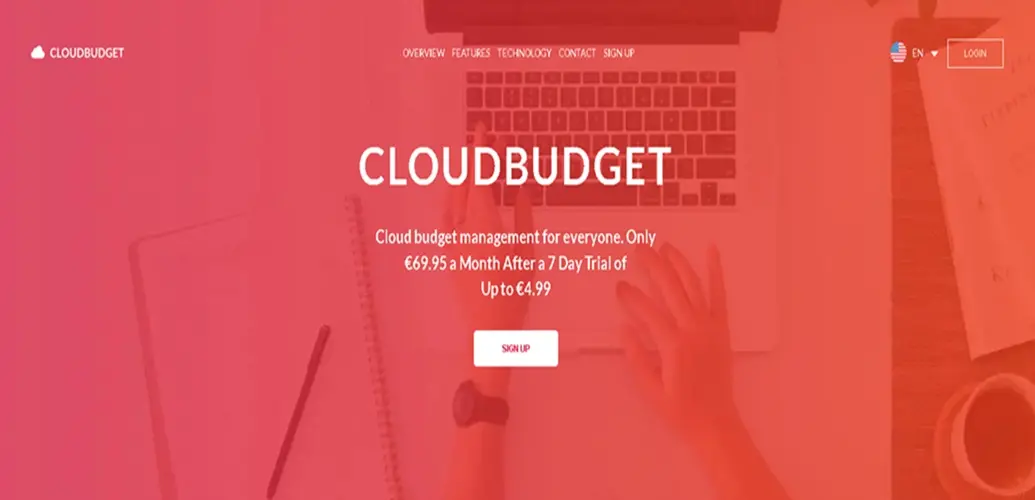 CLOUDBUDGET
OVERVIEW FEATURES TECHNOLOGY CONTACT SIGN UP
EN
LOGIN
CLOUDBUDGET
Cloud budget management for everyone. Only
€69.95 a Month After a 7 Day Trial of
Up to €4.99
SIGN UP